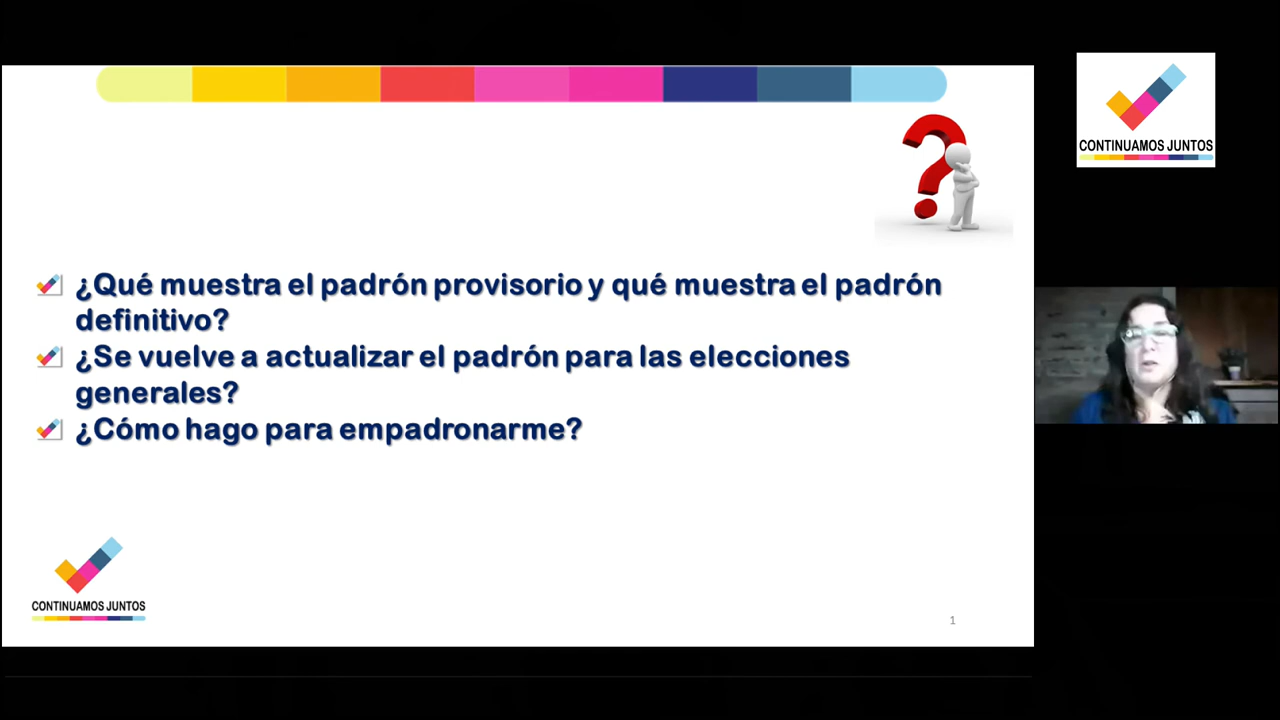 CONTINUAMOS JUNTOS
¿Qué muestra el padrón provisorio y qué muestra el padrón
definitivo?
¿Se vuelve a actualizar el padrón para las elecciones
generales?
¿Cómo hago para empadronarme?
CONTINUAMOS JUNTOS
1